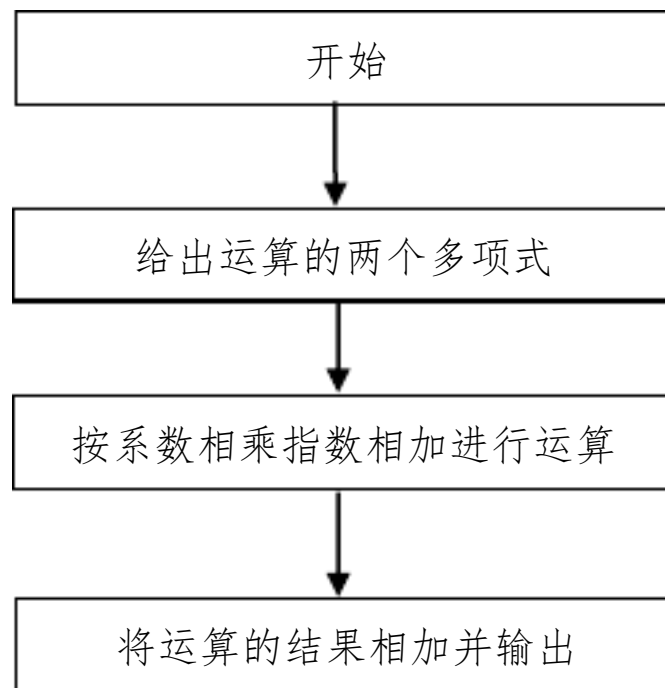 开始
给出运算的两个多项式
按系数相乘指数相加进行运算
将运算的结果相加并输出